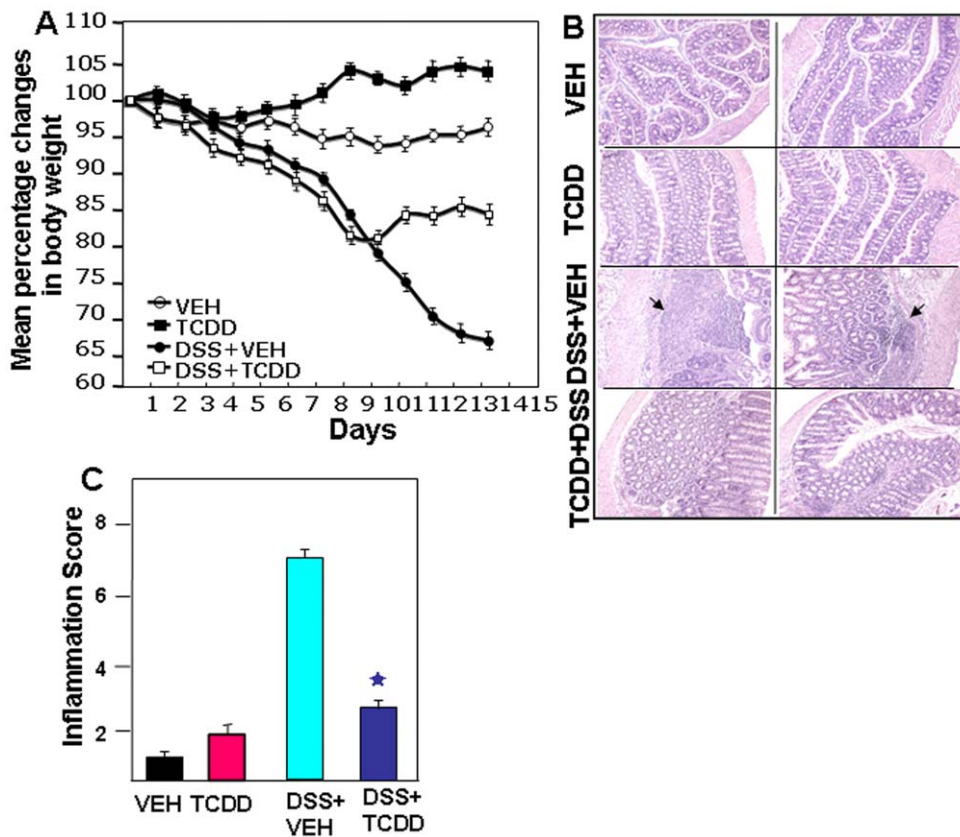 A
Mean percentage changes
in body weight
110
105
100
95
90
85
80
75
70
65
60
VEH
TCDD
DSS+VEH
DSS+TCDD
1 2 3 4 5 6 7 8 9 10 11 12 13 14 15
Days
B
VEH
TCDD
DSS+VEH
TCDD+DSS
C
Inflammation Score
8
6
4
2
VEH TCDD DSS+ DSS+
VEH TCDD